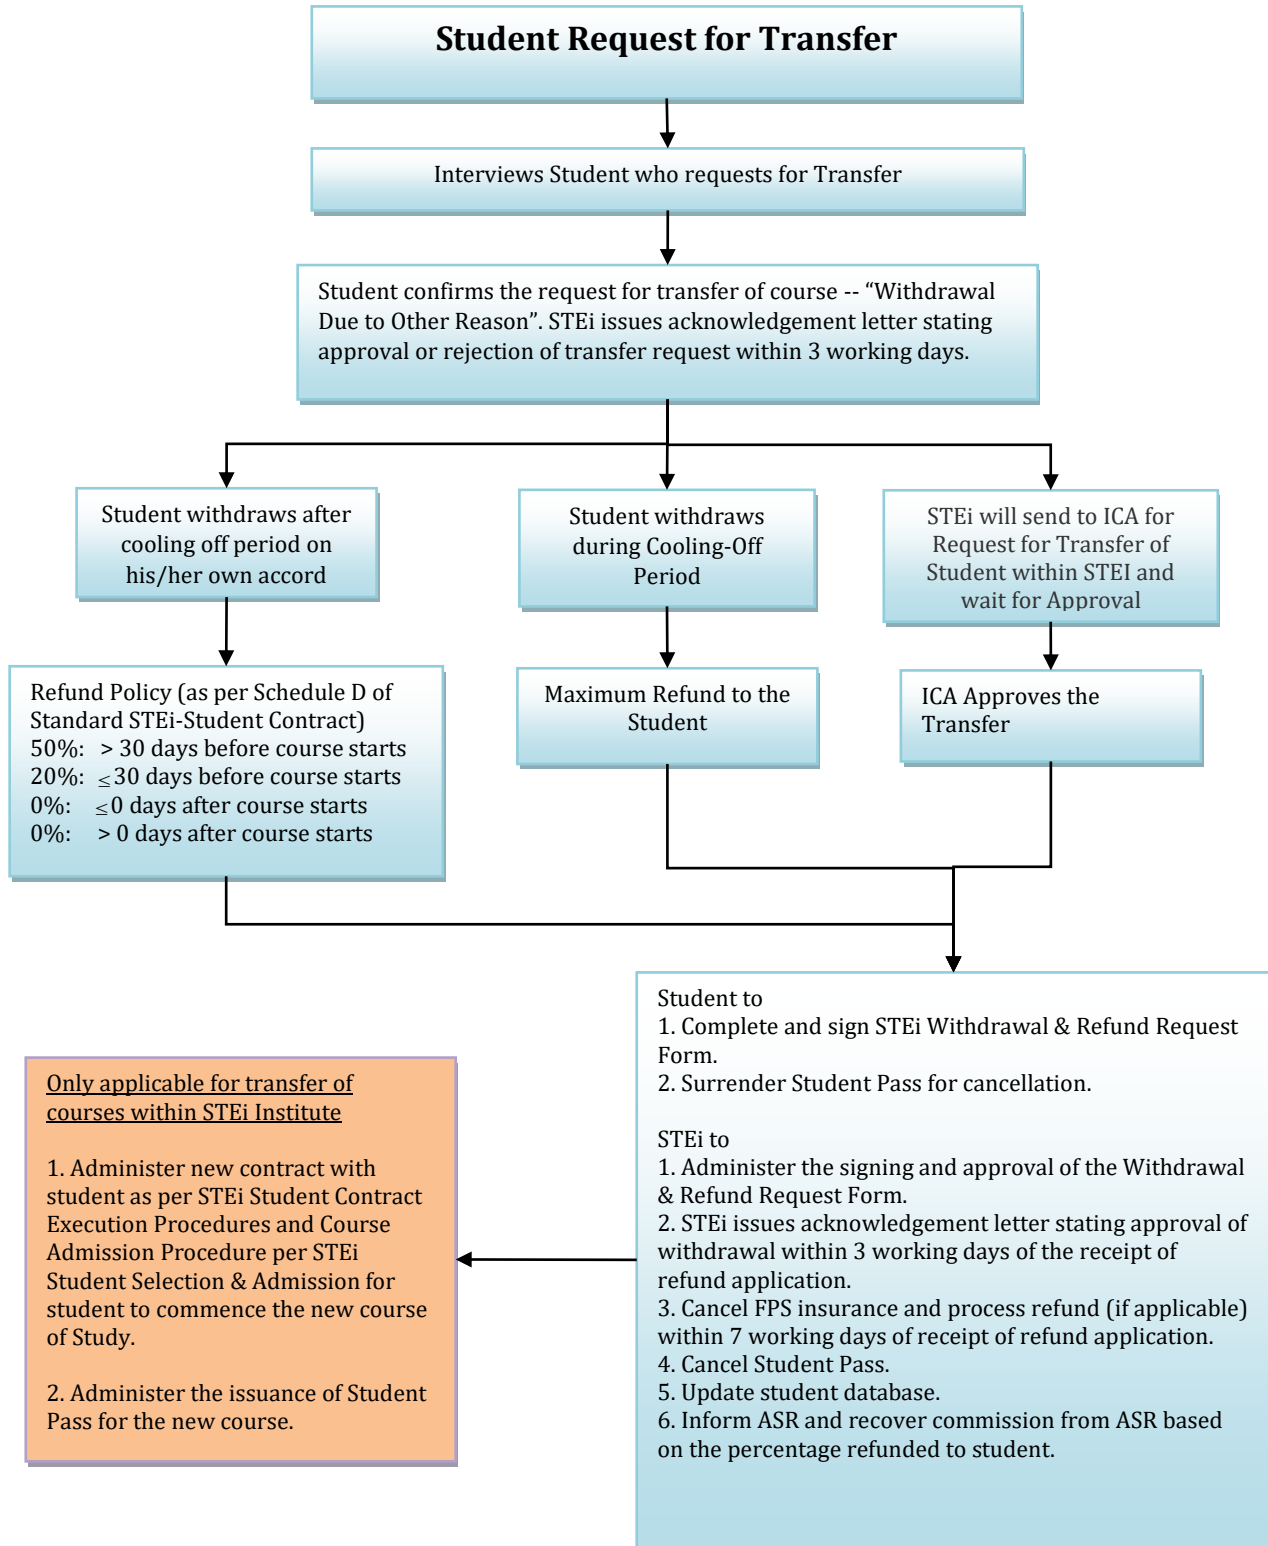 Student Request for Transfer
Interviews Student who requests for Transfer
Student confirms the request for transfer of course -- “Withdrawal
Due to Other Reason”. STEi issues acknowledgement letter stating
approval or rejection of transfer request within 3 working days.
Student withdraws after
cooling off period on
his/her own accord
Student withdraws
during Cooling-Off
Period
STEi will send to ICA for
Request for Transfer of
Student within STEI and
wait for Approval
Refund Policy (as per Schedule D of
Standard STEi-Student Contract)
50%: > 30 days before course starts
20%: ≤30 days before course starts
0%: ≤0 days after course starts
0%: > 0 days after course starts
Maximum Refund to the
Student
ICA Approves the
Transfer
Student to
1. Complete and sign STEi Withdrawal & Refund Request
Form.
2. Surrender Student Pass for cancellation.
STEi to
1. Administer the signing and approval of the Withdrawal
& Refund Request Form.
2. STEi issues acknowledgement letter stating approval of
withdrawal within 3 working days of the receipt of
refund application.
3. Cancel FPS insurance and process refund (if applicable)
within 7 working days of receipt of refund application.
4. Cancel Student Pass.
5. Update student database.
6. Inform ASR and recover commission from ASR based
on the percentage refunded to student.
Only applicable for transfer of
courses within STEi Institute
1. Administer new contract with
student as per STEi Student Contract
Execution Procedures and Course
Admission Procedure per STEi
Student Selection & Admission for
student to commence the new course
of Study.
2. Administer the issuance of Student
Pass for the new course.